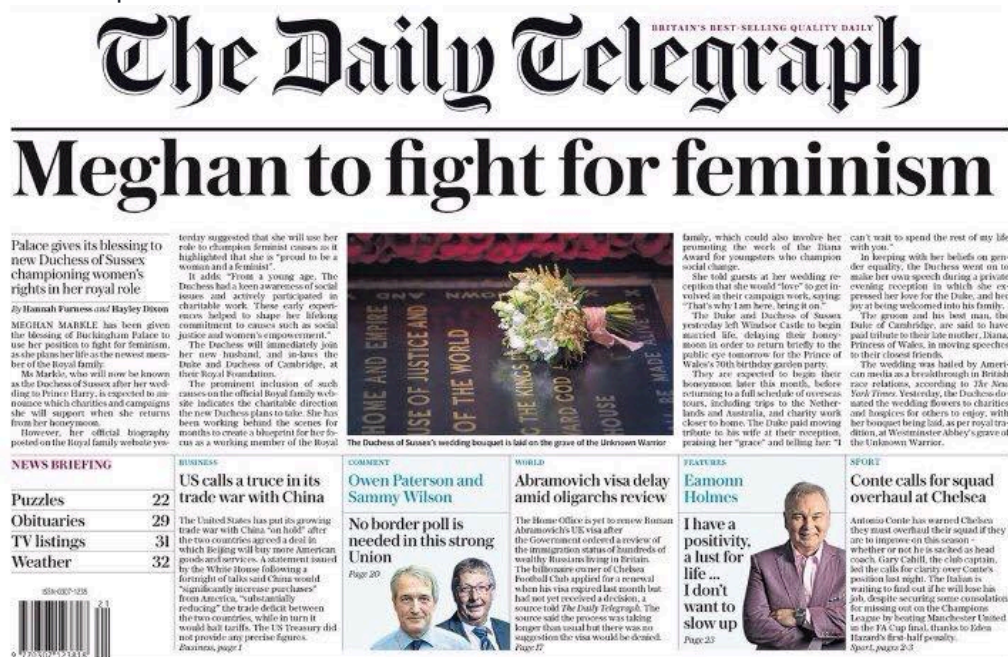 BRITAIN'S BEST-SELLING QUALITY DAILY
The Daily Telegraph
Meghan to fight for feminism
Palace gives its blessing to
new Duchess of Sussex
championing women's
rights in her royal role
By Hannah Furness and Hayley Dixon
MEGHAN MARKLE has been given
the blessing of Buckingham Palace to
use her position to fight for feminism,
as she plans her life as the newest mem-
ber of the Royal family.
Ms Markle, who will now be known
as the Duchess of Sussex after her wed-
ding to Prince Harry, is expected to an-
nounce which charities and campaigns
she will support when she returns
from her honeymoon.
However, her official biography
posted on the Royal family website yes-
terday suggested that she will use her
role to champion feminist causes as it
highlighted that she is "proud to be a
woman and a feminist".
It adds: "From a young age, The
Duchess had a keen awareness of social
issues and actively participated in
charitable work. These early experi-
ences helped to shape her lifelong
commitment to causes such as social
justice and women's empowerment."
The Duchess will immediately join
her new husband, and in-laws the
Duke and Duchess of Cambridge, at
their Royal Foundation.
The prominent inclusion of such
causes on the official Royal family web-
site indicates the charitable direction
the new Duchess plans to take. She has
been working behind the scenes for
months to create a blueprint for her fo-
cus as a working member of the Royal
AND
HOME AND EMPIRE
USE OF JUSTICE AND
OF THE WORLD
THE KINGS
GOD
HOUSE
BE MADE ALIVE
The Duchess of Sussex's wedding bouquet is laid on the grave of the Unknown Warrior
family, which could also involve her
promoting the work of the Diana
Award for youngsters who champion
social change.
She told guests at her wedding re-
ception that she would "love" to get in-
volved in their campaign work, saying:
"That's why I am here, bring it on."
The Duke and Duchess of Sussex
yesterday left Windsor Castle to begin
married life, delaying their honey-
moon in order to return briefly to the
public eye tomorrow for the Prince of
Wales's 70th birthday garden party.
They are expected to begin their
honeymoon later this month, before
returning to a full schedule of overseas
tours, including trips to the Nether-
lands and Australia, and charity work
closer to home. The Duke paid moving
tribute to his wife at their reception,
praising her "grace" and telling her: "I
can't wait to spend the rest of my life
with you."
In keeping with her beliefs on gen-
der equality, the Duchess went on to
make her own speech during a private
evening reception in which she ex-
pressed her love for the Duke, and her
joy at being welcomed into his family.
The groom and his best man, the
Duke of Cambridge, are said to have
paid tribute to their late mother, Diana,
Princess of Wales, in moving speeches
to their closest friends.
The wedding was hailed by Ameri-
can media as a breakthrough in British
race relations, according to The New
York Times. Yesterday, the Duchess do-
nated the wedding flowers to charities
and hospices for others to enjoy, with
her bouquet being laid, as per royal tra-
dition, at Westminster Abbey's grave of
the Unknown Warrior.
NEWS BRIEFING
Puzzles 22
Obituaries 29
TV listings 31
Weather 32
ISSN-0307-1235
21
BUSINESS
US calls a truce in its
trade war with China
The United States has put its growing
trade war with China "on hold" after
the two countries agreed a deal in
which Beijing will buy more American
goods and services. A statement issued
by the White House following a
fortnight of talks said China would
"significantly increase purchases"
from America, "substantially
reducing" the trade deficit between
the two countries, while in turn it
would halt tariffs. The US Treasury did
not provide any precise figures.
Business, page 1
COMMENT
Owen Paterson and
Sammy Wilson
No border poll is
needed in this strong
Union
Page 20
WORLD
Abramovich visa delay
amid oligarchs review
The Home Office is yet to renew Roman
Abramovich's UK visa after
the Government ordered a review of
the immigration status of hundreds of
wealthy Russians living in Britain.
The billionaire owner of Chelsea
Football Club applied for a renewal
when his visa expired last month but
had not yet received a decision, a
source told The Daily Telegraph. The
source said the process was taking
longer than usual but there was no
suggestion the visa would be denied.
Page 17
FEATURES
Eamonn
Holmes
I have a
positivity,
a lust for
life ...
I don't
want to
slow up
Page 23
SPORT
Conte calls for squad
overhaul at Chelsea
Antonio Conte has warned Chelsea
they must overhaul their squad if they
are to improve on this season -
whether or not he is sacked as head
coach. Gary Cahill, the club captain,
led the calls for clarity over Conte's
position last night. The Italian is
waiting to find out if he will lose his
job, despite securing some consolation
for missing out on the Champions
League by beating Manchester United
in the FA Cup final, thanks to Eden
Hazard's first-half penalty.
Sport, pages 2-3